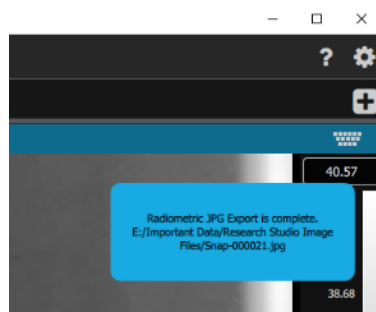 ?
40.57
Radiometric JPG Export is complete.
E:/Important Data/Research Studio Image
Files/Snap-000021.jpg
38.68